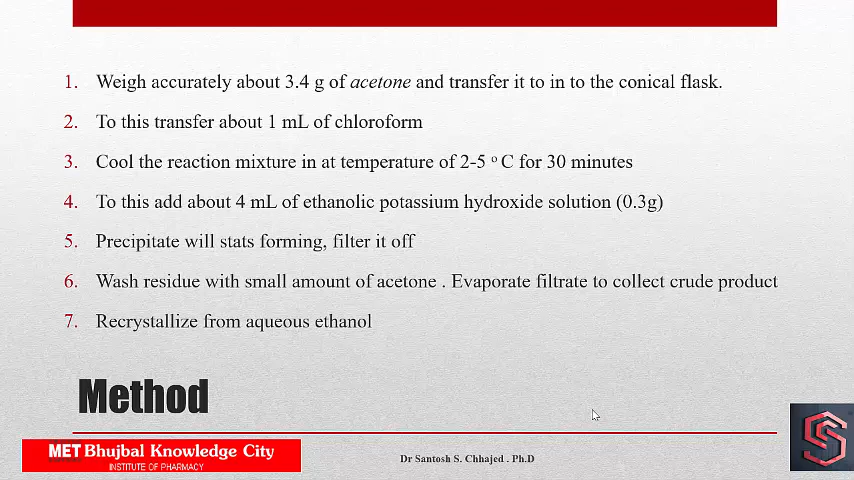 1. Weigh accurately about 3.4 g of acetone and transfer it to in to the conical flask.
2. To this transfer about 1 mL of chloroform
3. Cool the reaction mixture in at temperature of 2-5 ° C for 30 minutes
4. To this add about 4 mL of ethanolic potassium hydroxide solution (0.3g)
5. Precipitate will stats forming, filter it off
6. Wash residue with small amount of acetone . Evaporate filtrate to collect crude product
7. Recrystallize from aqueous ethanol
Method
MET Bhujbal Knowledge City
INSTITUTE OF PHARMACY
Dr Santosh S. Chhajed . Ph.D